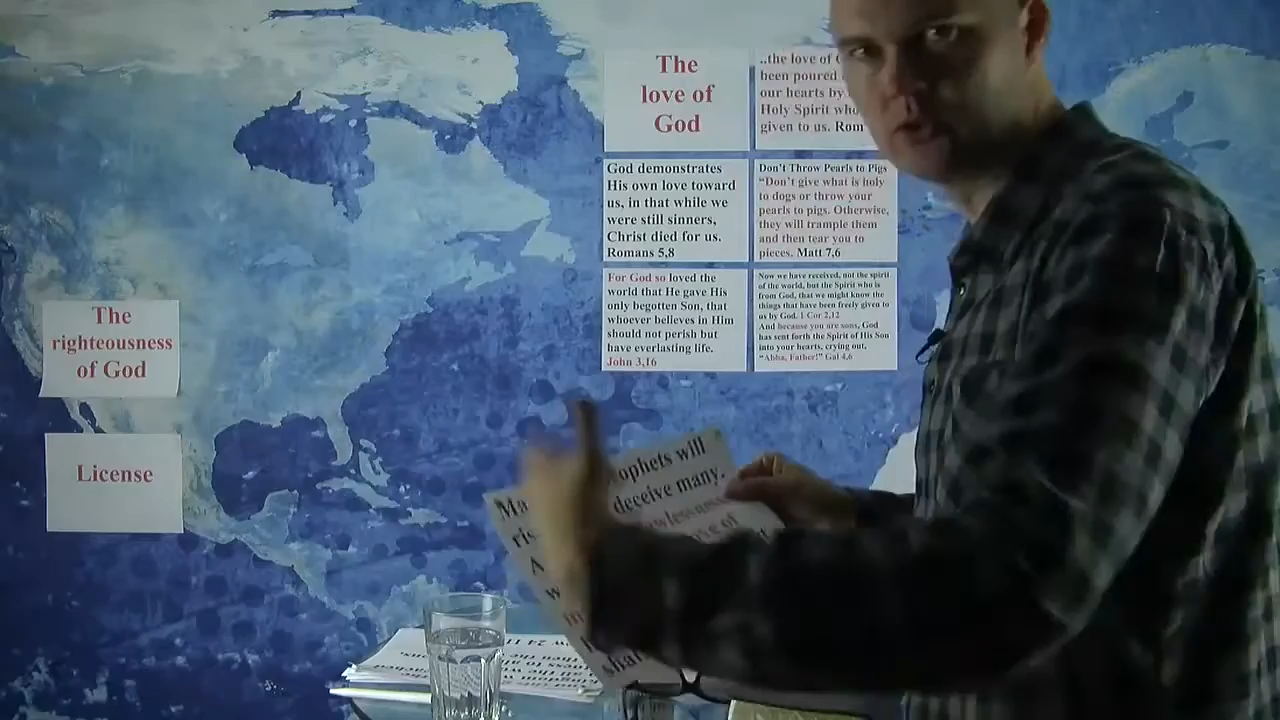 The
love of
God
..the love of
been poured
our hearts by
Holy Spirit who
given to us. Rom
God demonstrates
His own love toward
us, in that while we
were still sinners,
Christ died for us.
Romans 5,8
Don't Throw Pearls to Pigs
“Don't give what is holy
to dogs or throw your
pearls to pigs. Otherwise,
they will trample them
and then tear you to
pieces. Matt 7,6
For God so loved the
world that He gave His
only begotten Son, that
whoever believes in Him
should not perish but
have everlasting life.
John 3,16
Now we have received, not the spirit
of the world, but the Spirit who is
from God, that we might know the
things that have been freely given to
us by God. 1 Cor 2,12
And because you are sons, God
has sent forth the Spirit of His Son
into your hearts, crying out,
“Abba, Father!” Gal 4,6
The
righteousness
of God
License
will
deceive many.
of